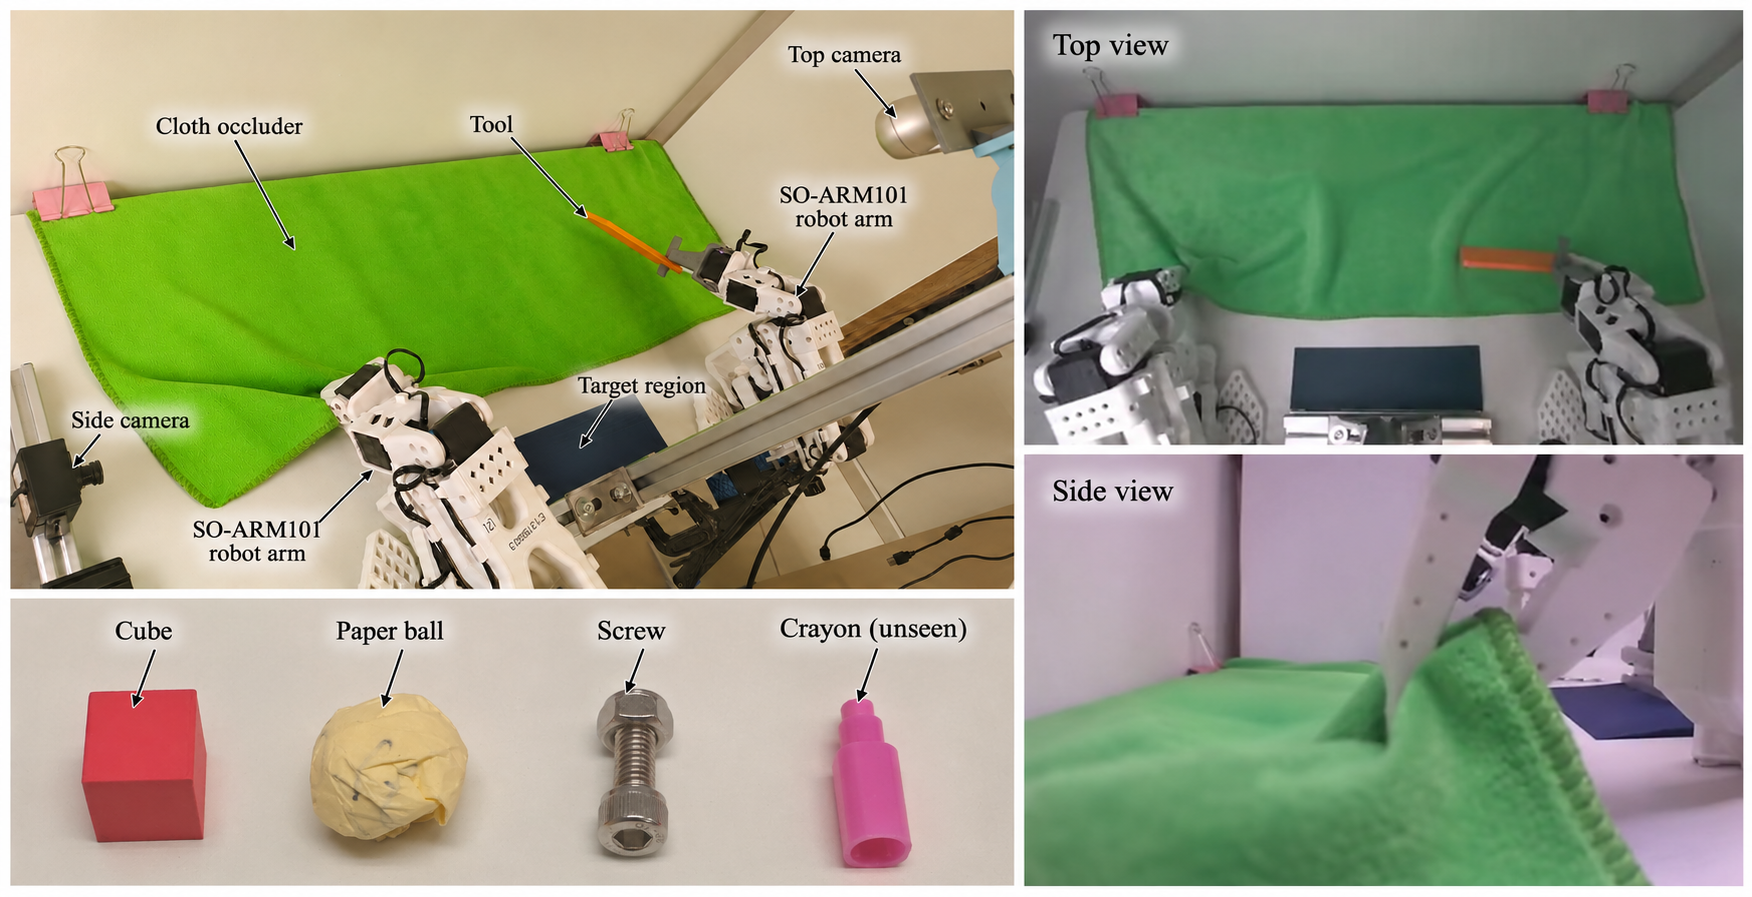 Top camera
Cloth occluder
Tool
SO-ARM101
robot arm
Target region
Side camera
SO-ARM101
robot arm
Top view
Side view
Cube
Paper ball
Screw
Crayon (unseen)